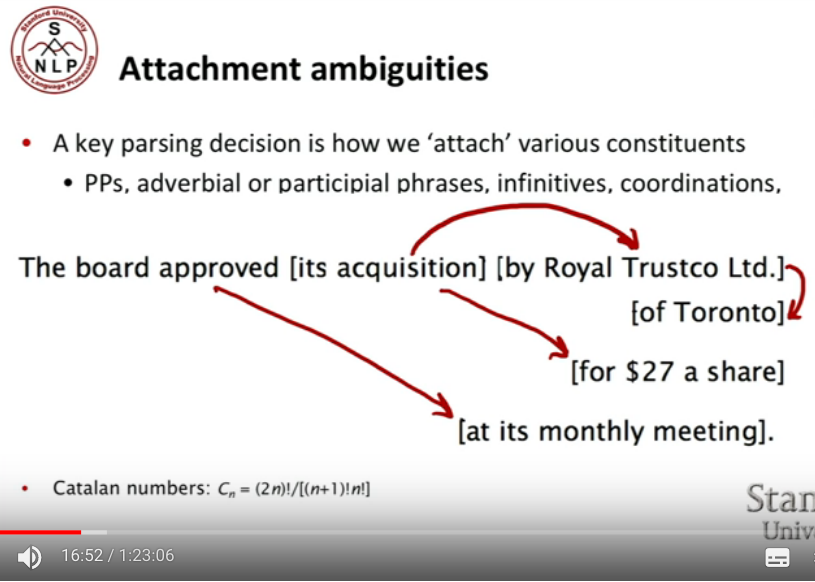 Stanford University
S
NLP
Natural Language Processing
Attachment ambiguities
• A key parsing decision is how we ‘attach’ various constituents
• PPs, adverbial or participial phrases, infinitives, coordinations,
The board approved [its acquisition] [by Royal Trustco Ltd.]
[of Toronto]
[for $27 a share]
[at its monthly meeting].
• Catalan numbers: Cn = (2n)!/[(n+1)!n!]
Stan
Univ
16:52 / 1:23:06